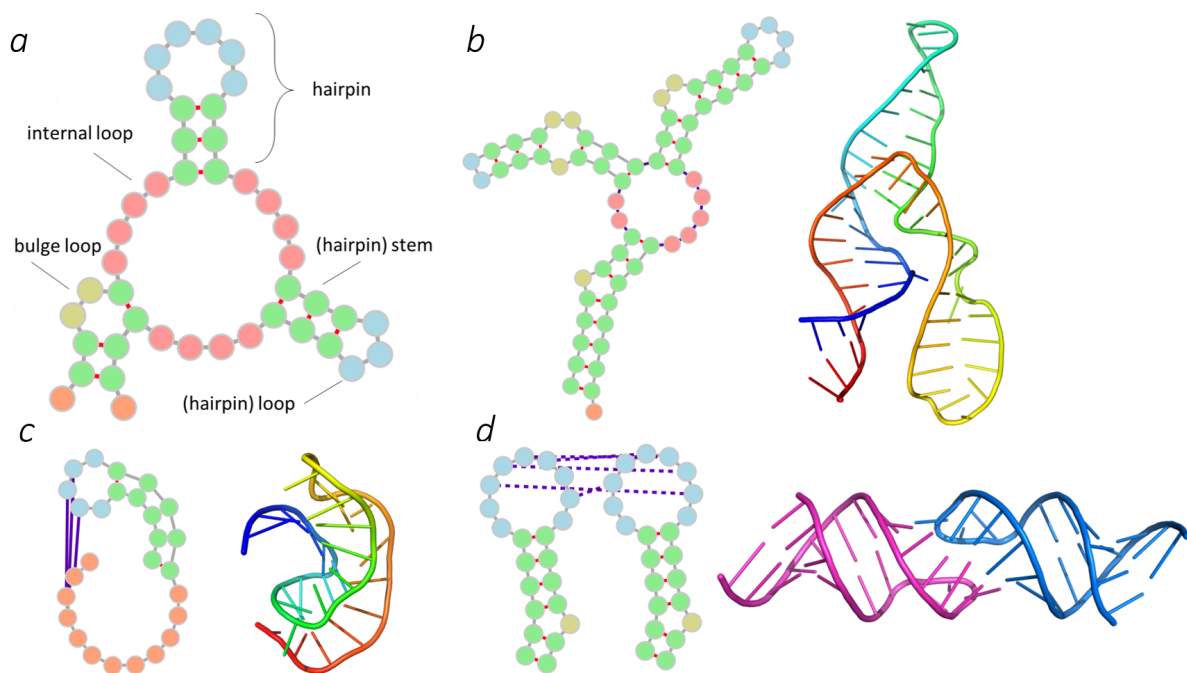 a
hairpin
internal loop
bulge loop
(hairpin) stem
(hairpin) loop
b
c
d